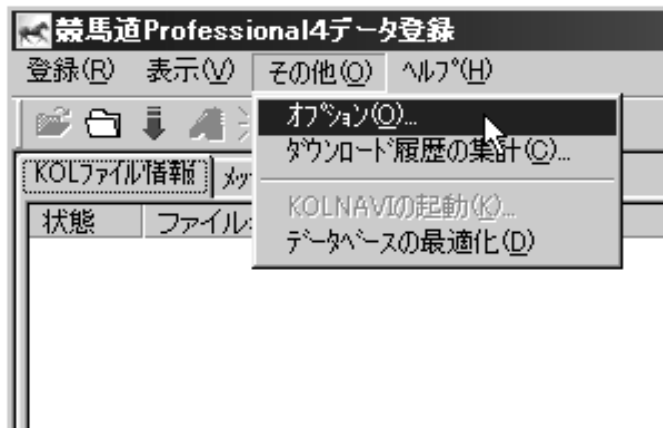 競馬道Professional4データ登録
登録(R) 表示(V) その他(O) ヘルプ(H)
オプション(O)...
ダウンロード履歴の集計(C)...
KOLNAVIの起動(K)...
データベースの最適化(D)
KOLファイル情報 メッ
状態 ファイル